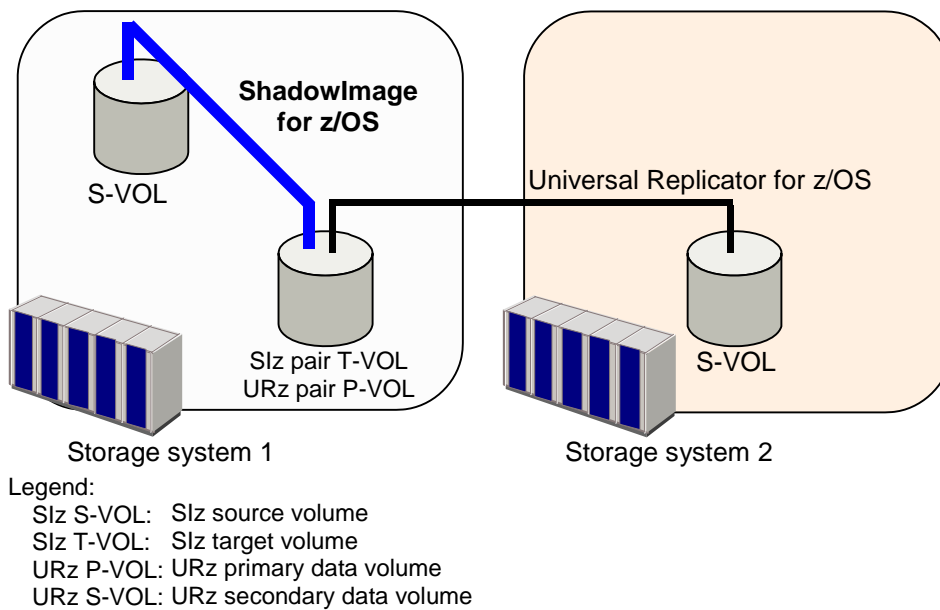 ShadowImage
for z/OS
S-VOL
Universal Replicator for z/OS
SIz pair T-VOL
URz pair P-VOL
S-VOL
Storage system 1
Storage system 2
Legend:
SIz S-VOL: SIz source volume
SIz T-VOL: SIz target volume
URz P-VOL: URz primary data volume
URz S-VOL: URz secondary data volume